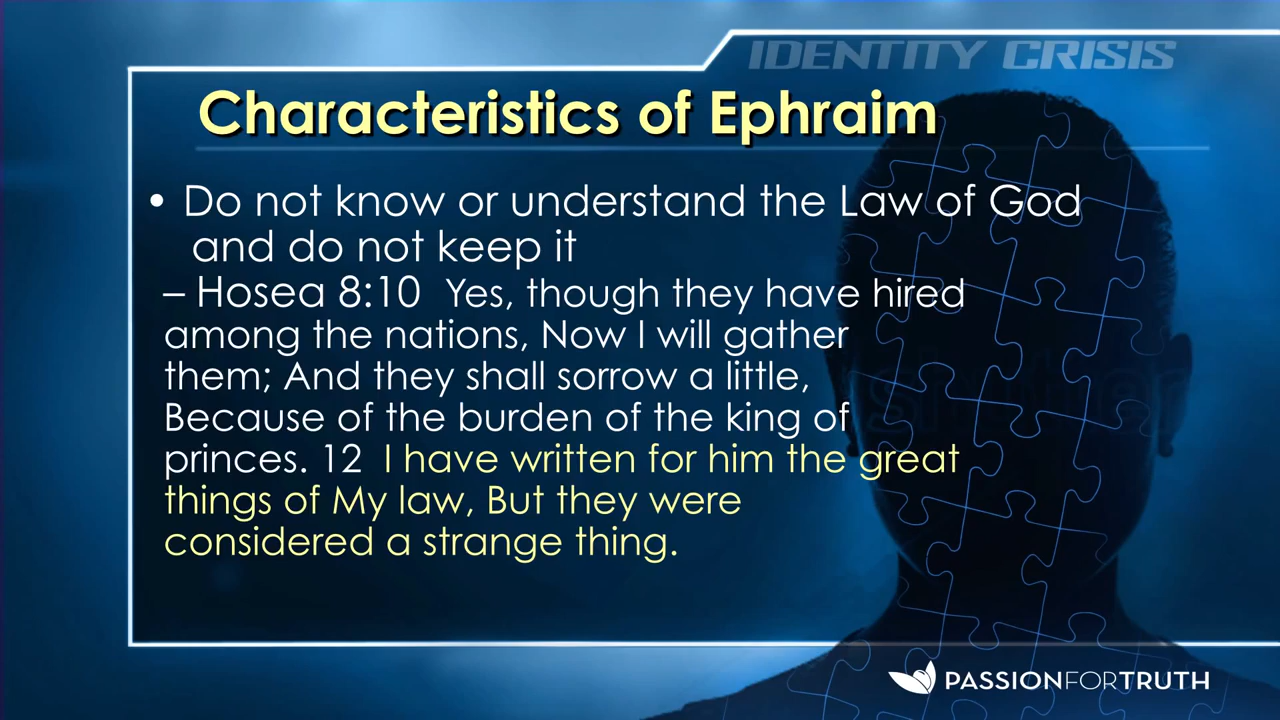 IDENTITY CRISIS
Characteristics of Ephraim
• Do not know or understand the Law of God
and do not keep it
– Hosea 8:10 Yes, though they have hired
among the nations, Now I will gather
them; And they shall sorrow a little,
Because of the burden of the king of
princes. 12 I have written for him the great
things of My law, But they were
considered a strange thing.
PASSIONFORTRUTH